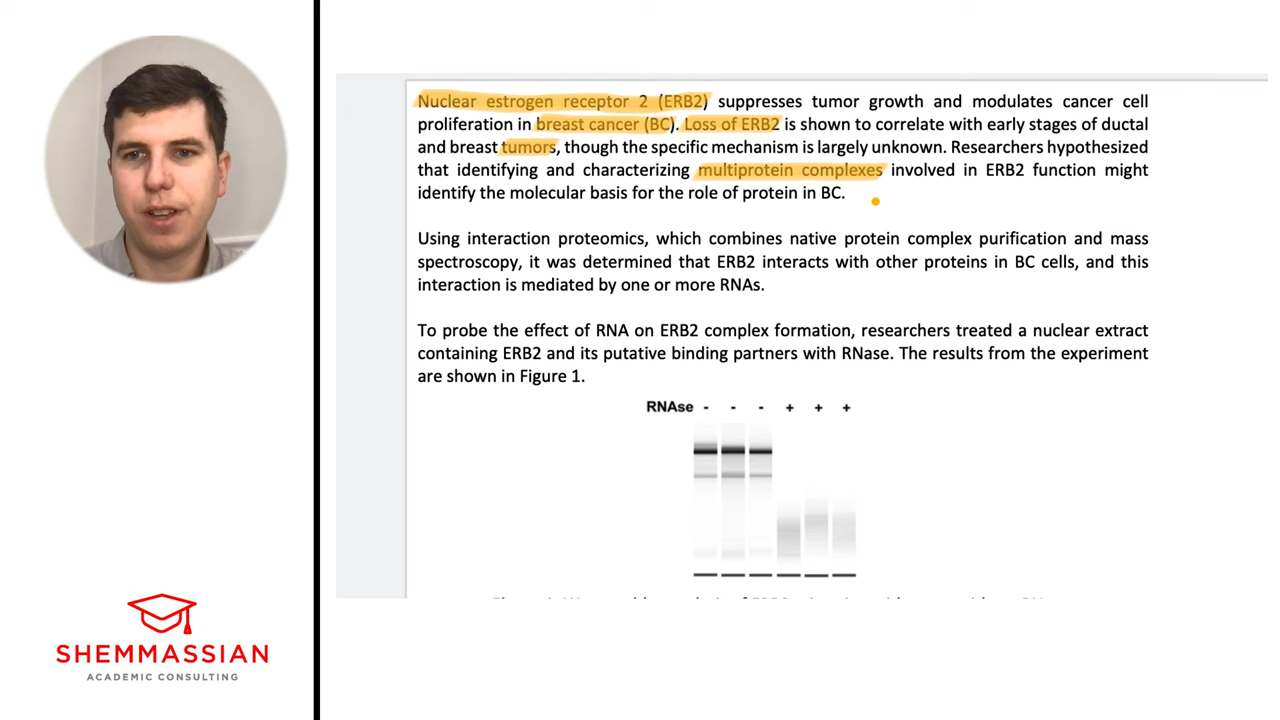 Nuclear estrogen receptor 2 (ERB2) suppresses tumor growth and modulates cancer cell
proliferation in breast cancer (BC). Loss of ERB2 is shown to correlate with early stages of ductal
and breast tumors, though the specific mechanism is largely unknown. Researchers hypothesized
that identifying and characterizing multiprotein complexes involved in ERB2 function might
identify the molecular basis for the role of protein in BC.
Using interaction proteomics, which combines native protein complex purification and mass
spectroscopy, it was determined that ERB2 interacts with other proteins in BC cells, and this
interaction is mediated by one or more RNAs.
To probe the effect of RNA on ERB2 complex formation, researchers treated a nuclear extract
containing ERB2 and its putative binding partners with RNase. The results from the experiment
are shown in Figure 1.
RNAse - - - + + +
SHEMMASSIAN
ACADEMIC CONSULTING